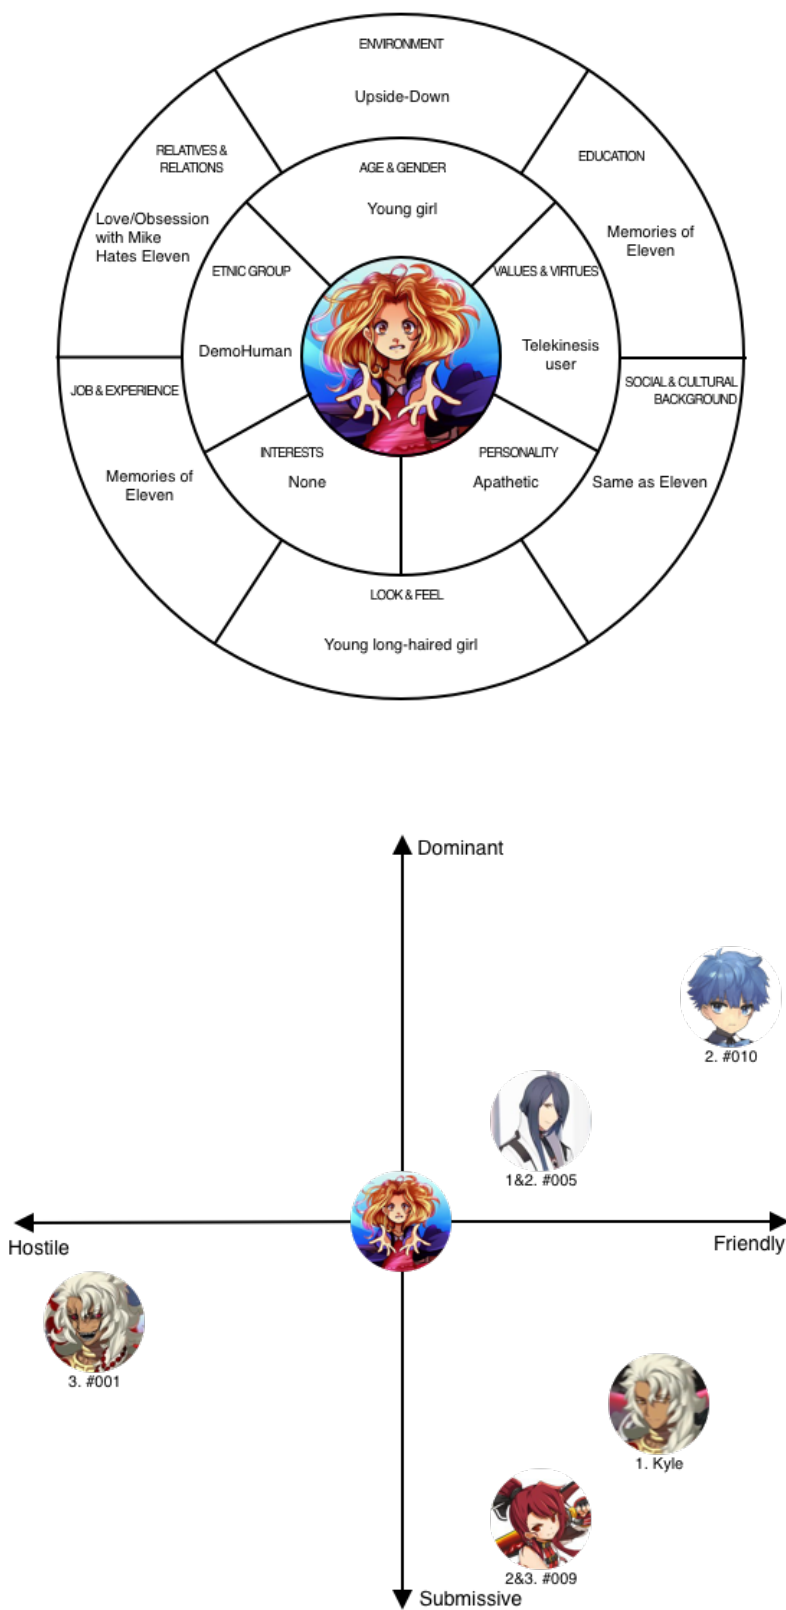 ENVIRONMENT
Upside-Down
RELATIVES &
RELATIONS
Love/Obsession
with Mike
Hates Eleven
AGE & GENDER
Young girl
EDUCATION
Memories of
Eleven
ETNIC GROUP
DemoHuman
VALUES & VIRTUES
Telekinesis
user
JOB & EXPERIENCE
Memories of
Eleven
SOCIAL & CULTURAL
BACKGROUND
Same as Eleven
INTERESTS
None
PERSONALITY
Apathetic
LOOK & FEEL
Young long-haired girl
Dominant
2. #010
1&2. #005
Hostile
Friendly
3. #001
1. Kyle
2&3. #009
Submissive